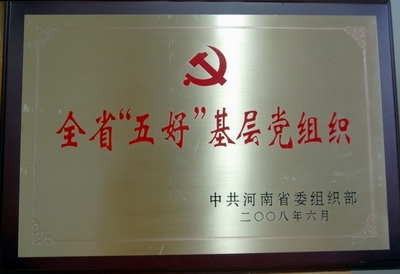 全省“五好”基层党组织
中共河南省委组织部
二〇〇八年六月